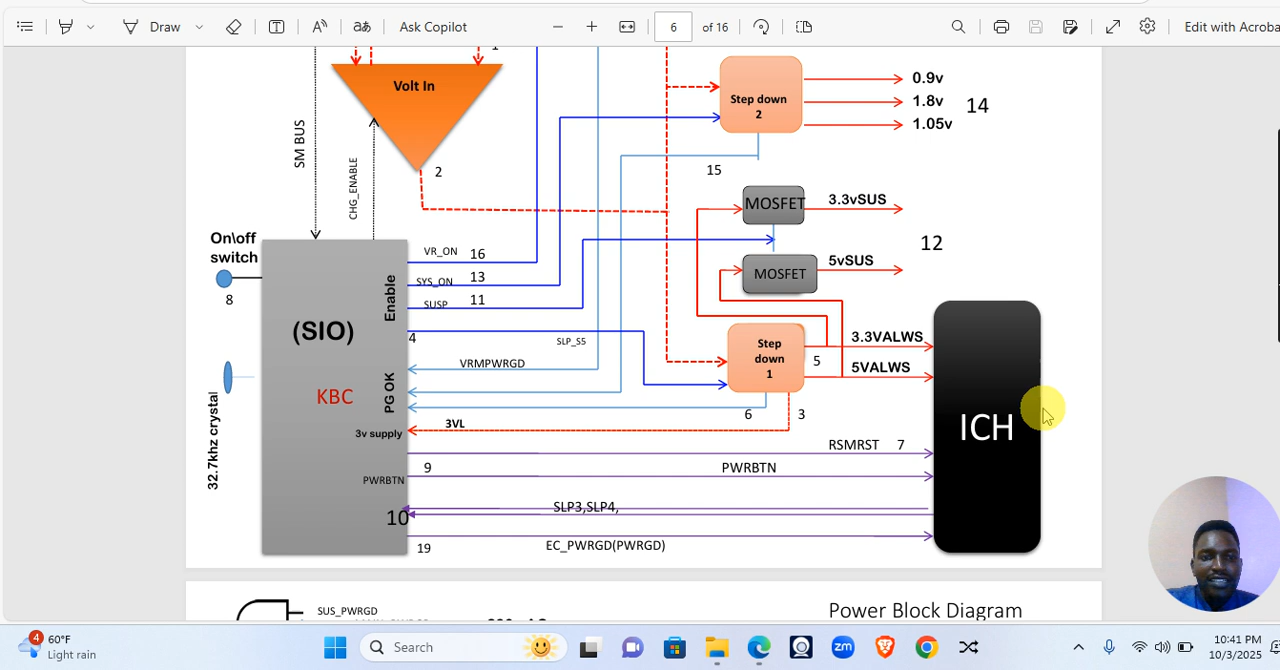 Draw
Ask Copilot
6
of 16
Edit with Acroba
1
Volt In
Step down
2
0.9v
1.8v
1.05v
14
SM BUS
CHG_ENABLE
2
15
MOSFET
3.3vSUS
12
MOSFET
5vSUS
On\off
switch
8
VR_ON 16
SYS_ON 13
SUSP 11
Enable
(SIO)
4
SLP_S5
Step
down
1
5
3.3VALWS
5VALWS
VRMPWRGD
KBC
PG OK
6
3
3VL
3v supply
ICH
32.7khz crystal
RSMRST 7
9
PWRBTN
PWRBTN
10
SLP3,SLP4,
19
EC_PWRGD(PWRGD)
SUS_PWRGD
Power Block Diagram
4
60°F
Light rain
Search
zm
10:41 PM
10/3/2025